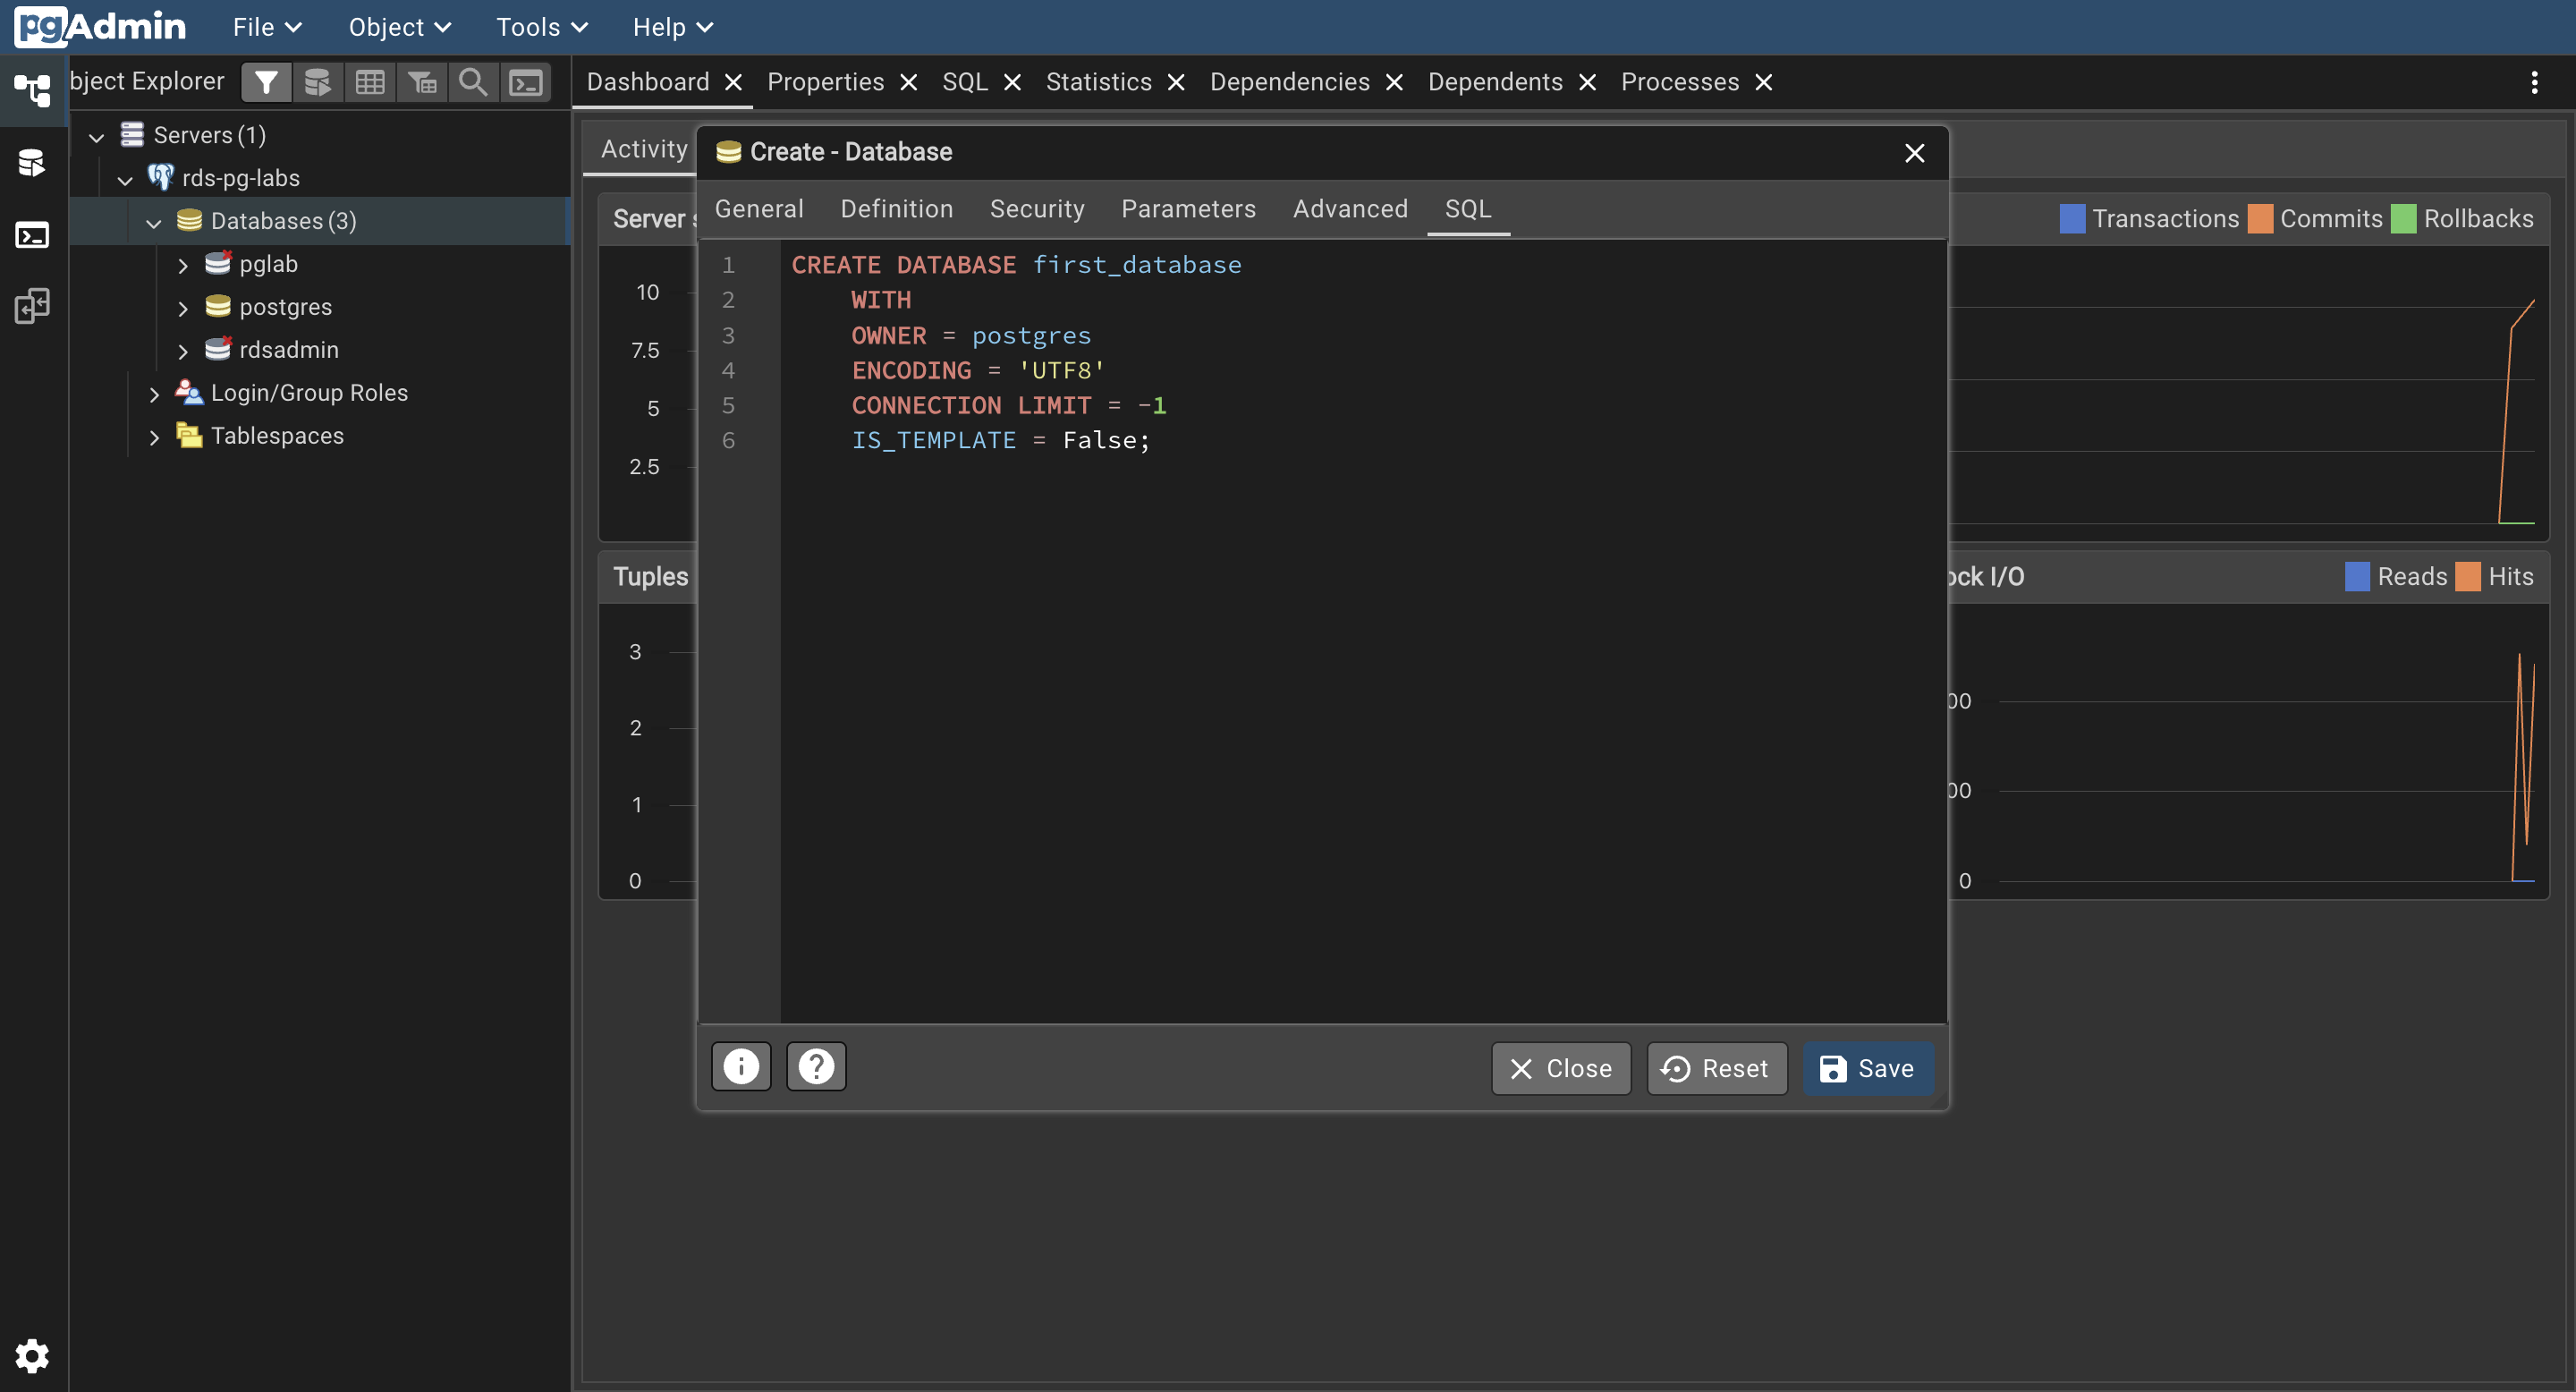 pgAdmin File Object Tools Help
bject Explorer
Dashboard Properties SQL Statistics Dependencies Dependents Processes
Servers (1)
rds-pg-labs
Databases (3)
pglab
postgres
rdsadmin
Login/Group Roles
Tablespaces
Activity
Server s
10
7.5
5
2.5
Tuples
3
2
1
0
Create - Database
General Definition Security Parameters Advanced SQL
1 CREATE DATABASE first_database
2 WITH
3 OWNER = postgres
4 ENCODING = 'UTF8'
5 CONNECTION LIMIT = -1
6 IS_TEMPLATE = False;
Close Reset Save
Transactions Commits Rollbacks
ock I/O Reads Hits
00
00
0